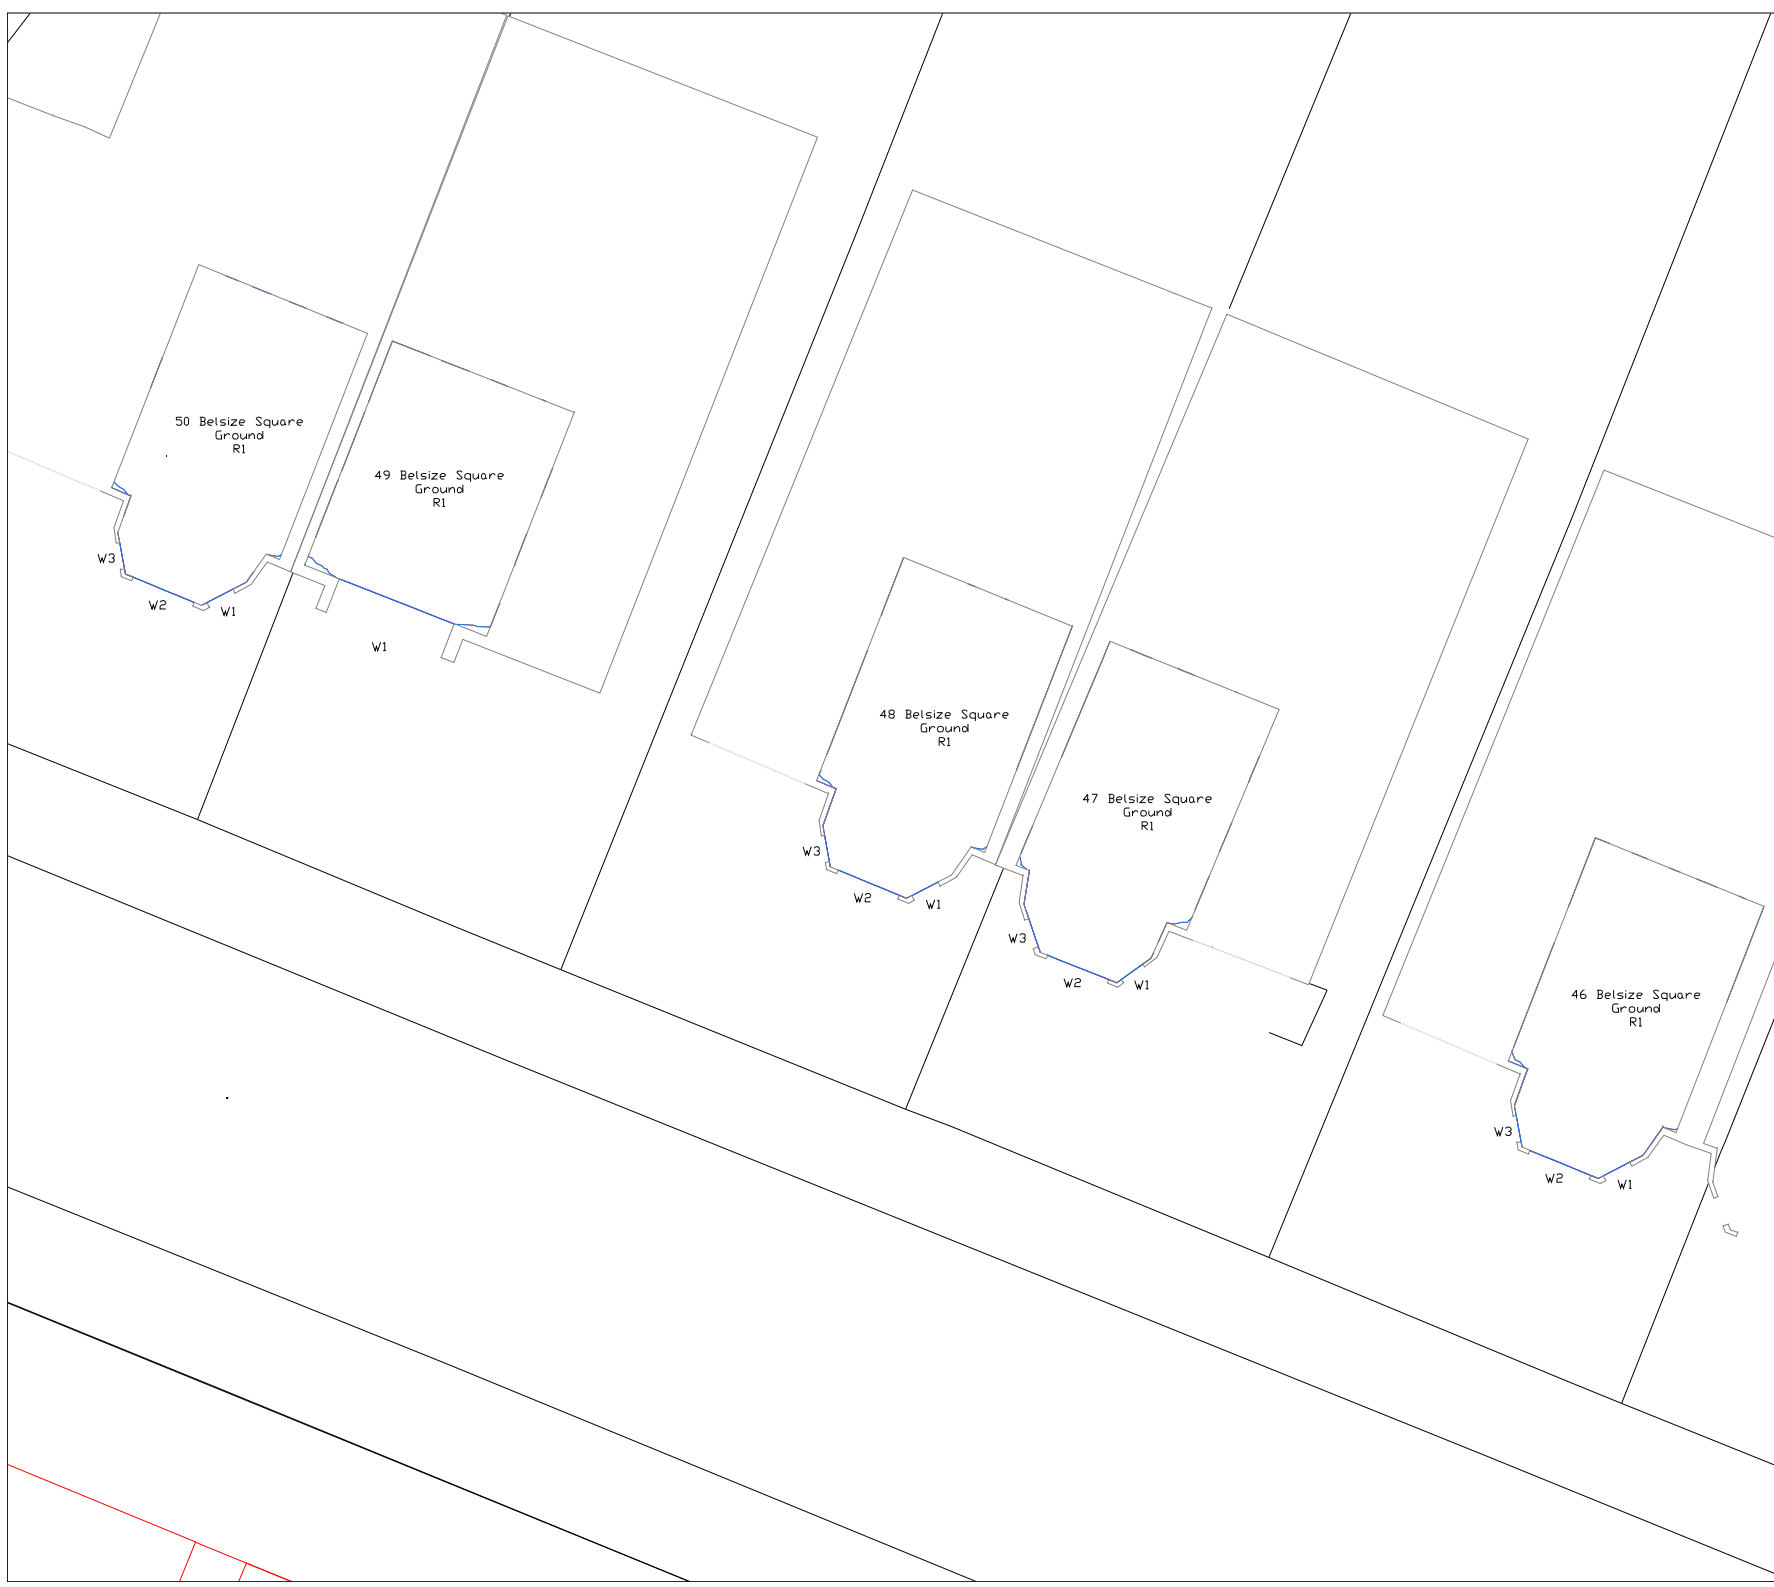 50 Belsize Square
Ground
R1
W3
W2
W1
49 Belsize Square
Ground
R1
W1
48 Belsize Square
Ground
R1
W3
W2
W1
47 Belsize Square
Ground
R1
W3
W2
W1
46 Belsize Square
Ground
R1
W3
W2
W1